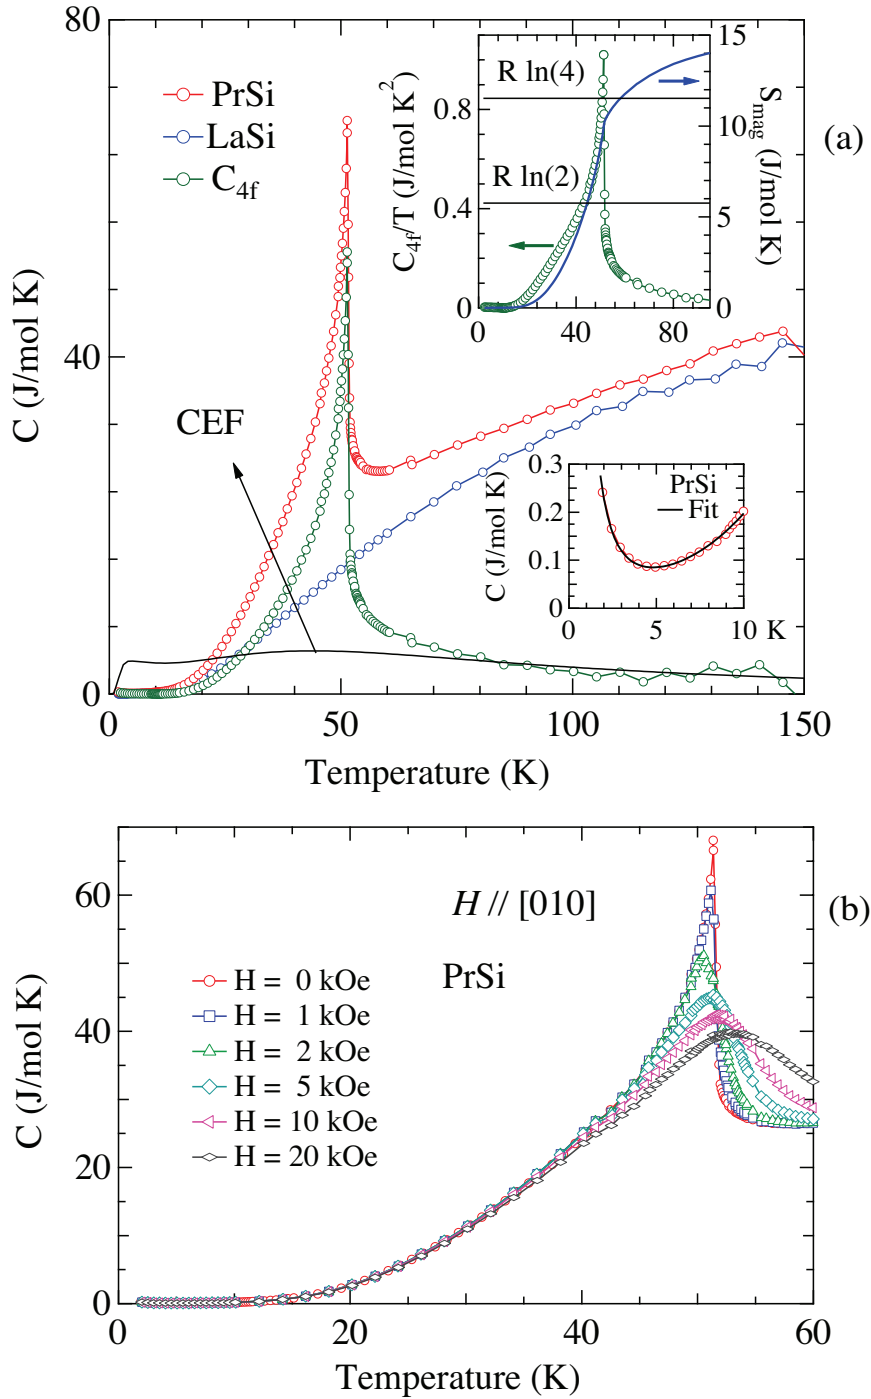 80
40
0
C (J/mol K)
PrSi
LaSi
C4f
CEF
(a)
0
50
100
150
Temperature (K)
0.8
0.4
0
C4f/T (J/mol K²)
R ln(4)
R ln(2)
15
10
5
0
Smag (J/mol K)
0
40
80
0.3
0.2
0.1
0
C (J/mol K)
PrSi
Fit
0
5
10
K
60
40
20
0
C (J/mol K)
H // [010]
(b)
PrSi
H = 0 kOe
H = 1 kOe
H = 2 kOe
H = 5 kOe
H = 10 kOe
H = 20 kOe
0
20
40
60
Temperature (K)